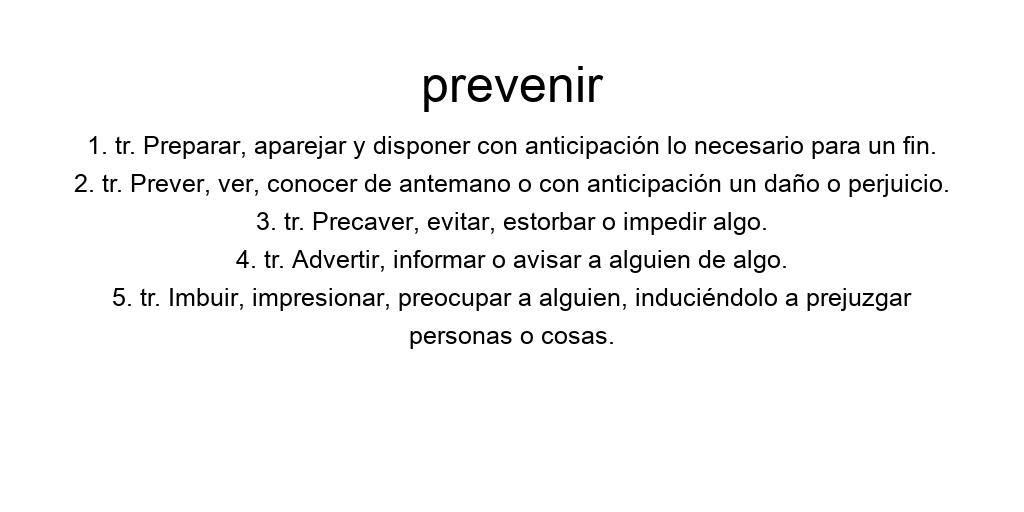 prevenir
1. tr. Preparar, aparejar y disponer con anticipación lo necesario para un fin.
2. tr. Prever, ver, conocer de antemano o con anticipación un daño o perjuicio.
3. tr. Precaver, evitar, estorbar o impedir algo.
4. tr. Advertir, informar o avisar a alguien de algo.
5. tr. Imbuir, impresionar, preocupar a alguien, induciéndolo a prejuzgar
personas o cosas.